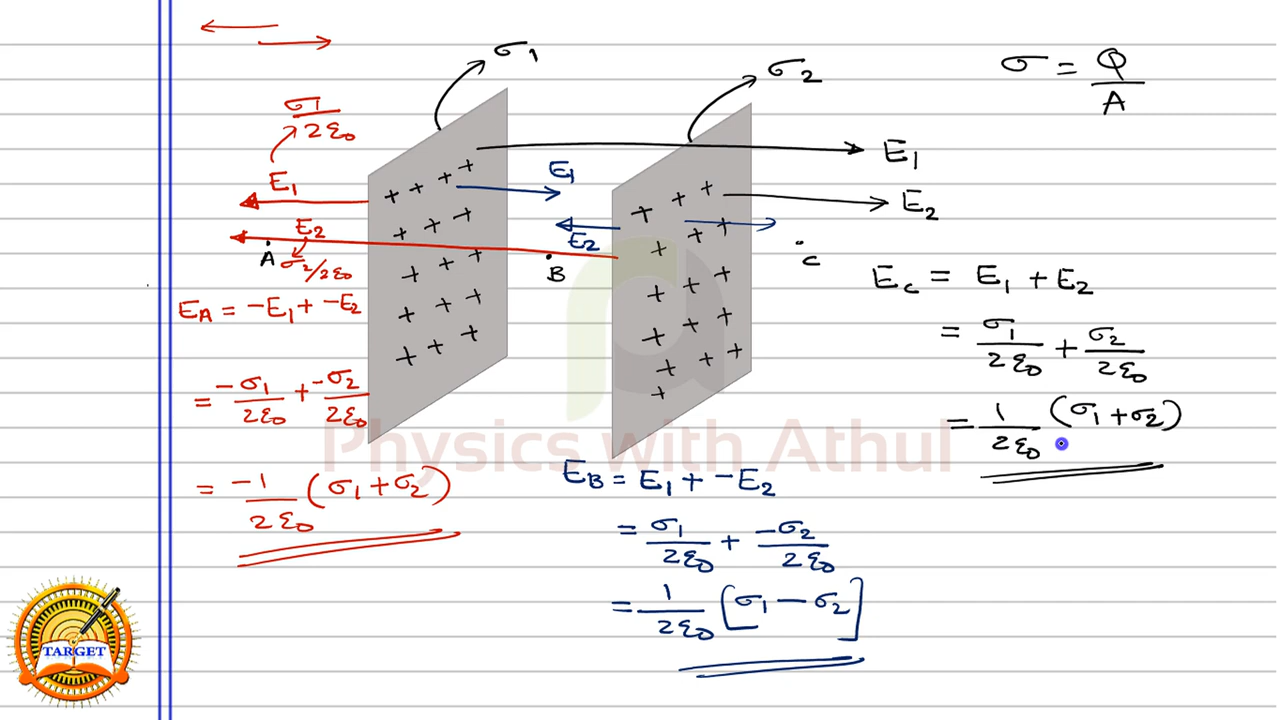 σ1
σ2
σ = Q/A
σ1/2ε0
E1
E2
σ2/2ε0
A
E1
E2
B
E1
E2
C
EA = -E1 + -E2
= -σ1/2ε0 + -σ2/2ε0
= -1/2ε0 (σ1 + σ2)
EB = E1 + -E2
= σ1/2ε0 + -σ2/2ε0
= 1/2ε0 [σ1 - σ2]
Ec = E1 + E2
= σ1/2ε0 + σ2/2ε0
= 1/2ε0 (σ1 + σ2)
Physics with Athul
TARGET